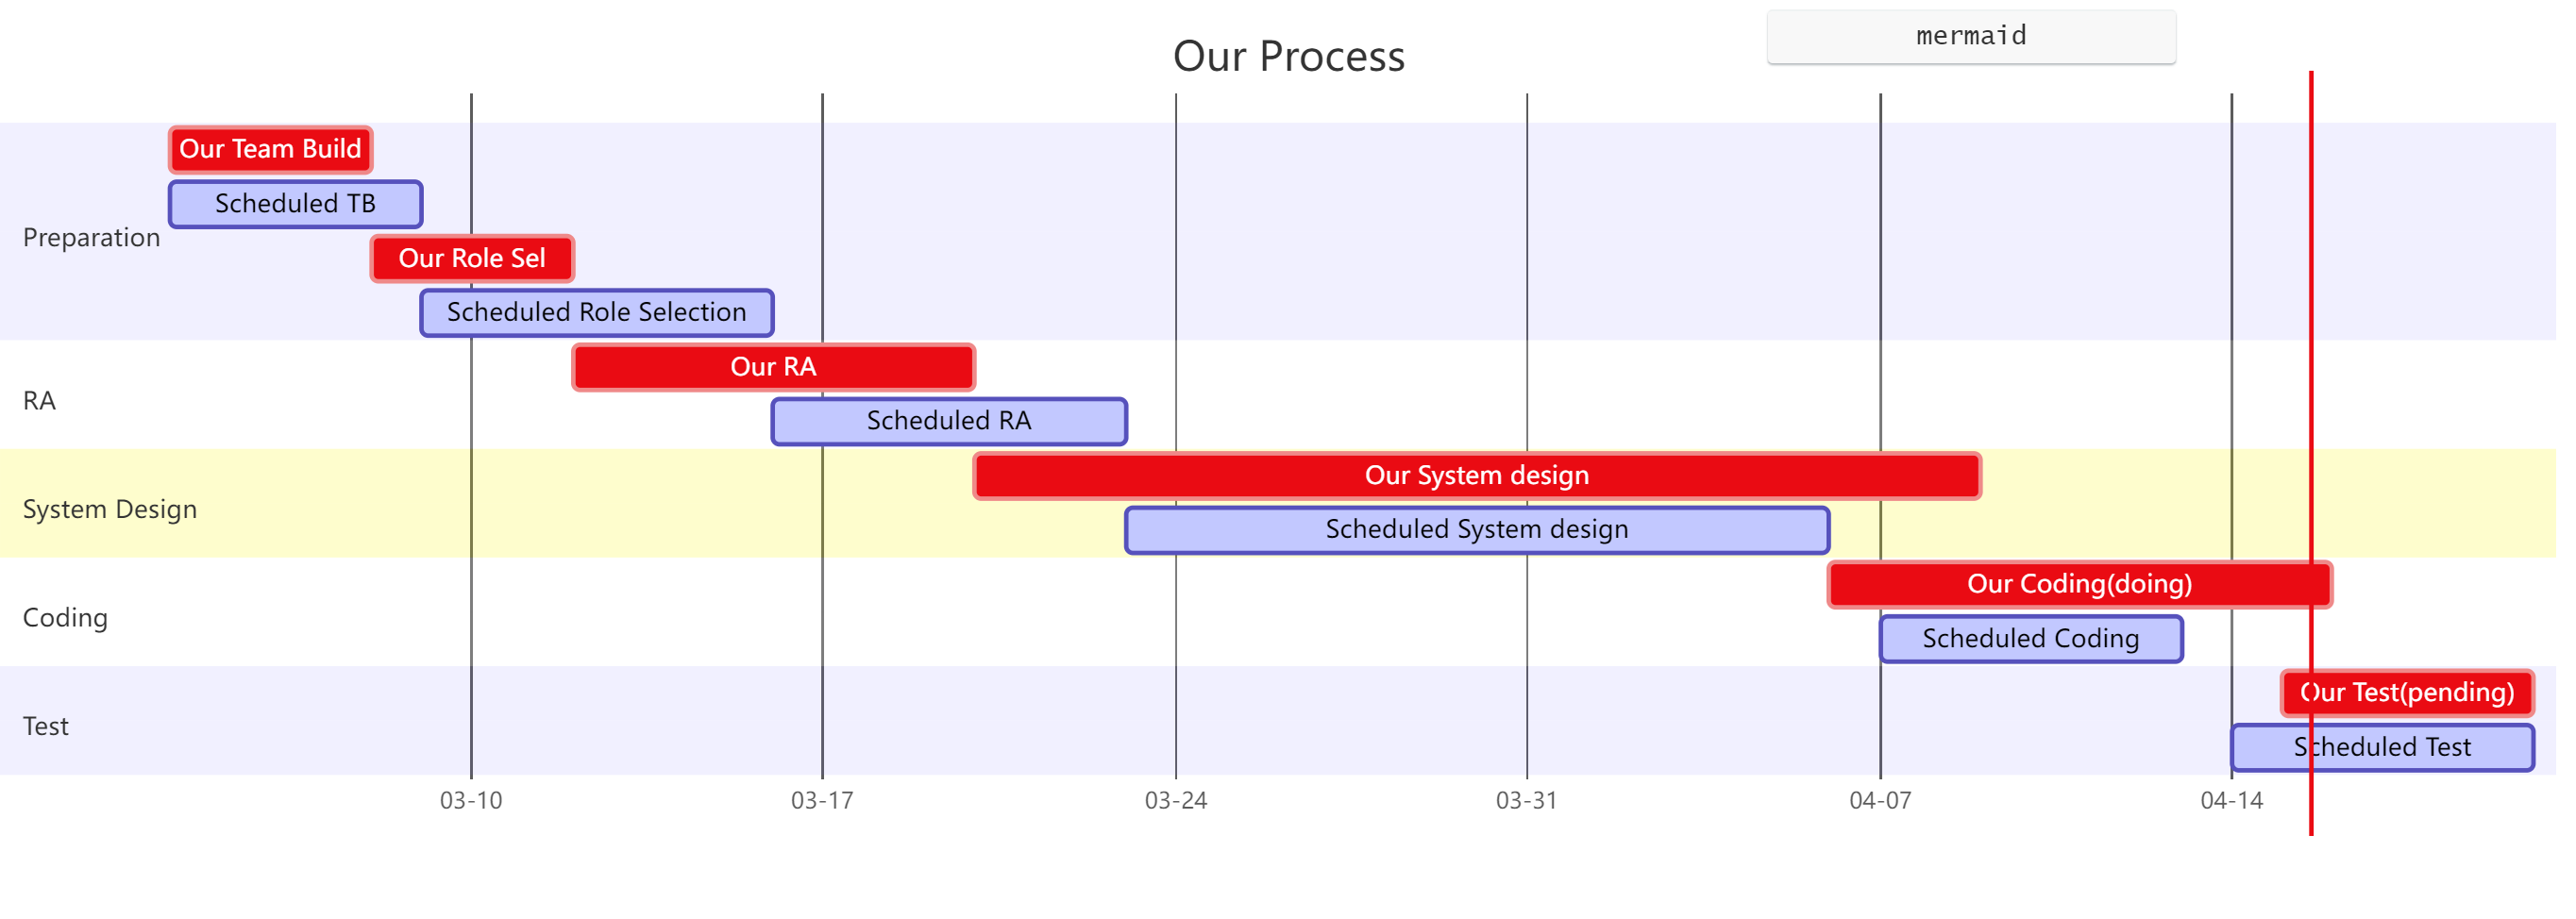 mermaid
Our Process
Preparation
Our Team Build
Scheduled TB
Our Role Sel
Scheduled Role Selection
RA
Our RA
Scheduled RA
System Design
Our System design
Scheduled System design
Coding
Our Coding(doing)
Scheduled Coding
Test
Our Test(pending)
Scheduled Test
03-10 03-17 03-24 03-31 04-07 04-14